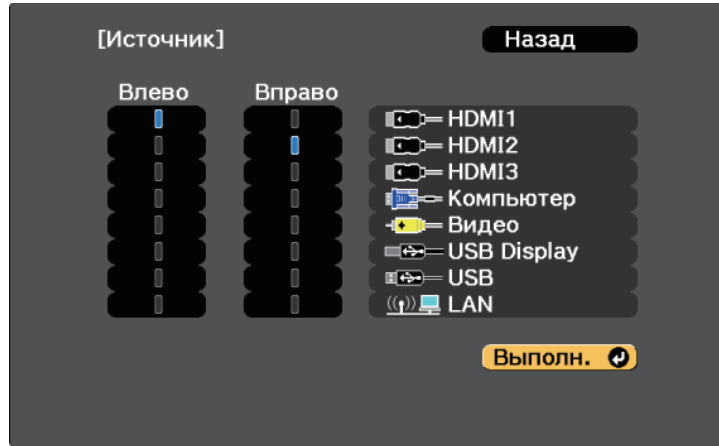 [Источник] Назад
Влево Вправо
HDMI1
HDMI2
HDMI3
Компьютер
Видео
USB Display
USB
LAN
Выполн.